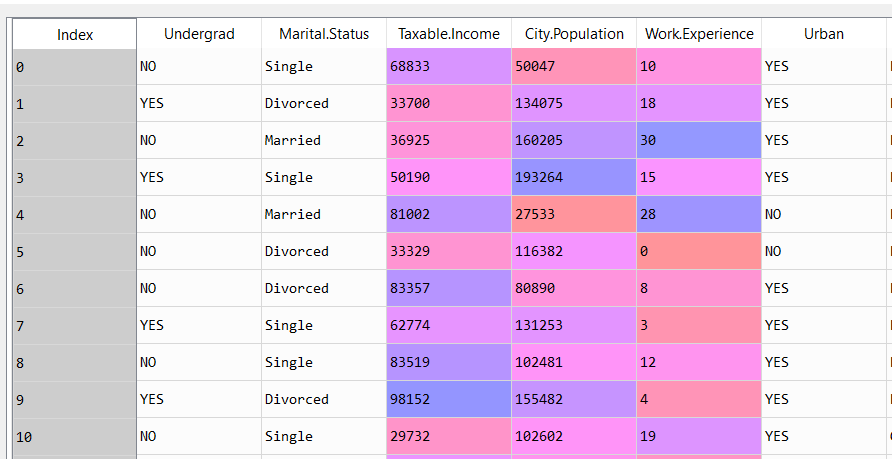 Index Undergrad Marital.Status Taxable.Income City.Population Work.Experience Urban
0 NO Single 68833 50047 10 YES
1 YES Divorced 33700 134075 18 YES
2 NO Married 36925 160205 30 YES
3 YES Single 50190 193264 15 YES
4 NO Married 81002 27533 28 NO
5 NO Divorced 33329 116382 0 NO
6 NO Divorced 83357 80890 8 YES
7 YES Single 62774 131253 3 YES
8 NO Single 83519 102481 12 YES
9 YES Divorced 98152 155482 4 YES
10 NO Single 29732 102602 19 YES